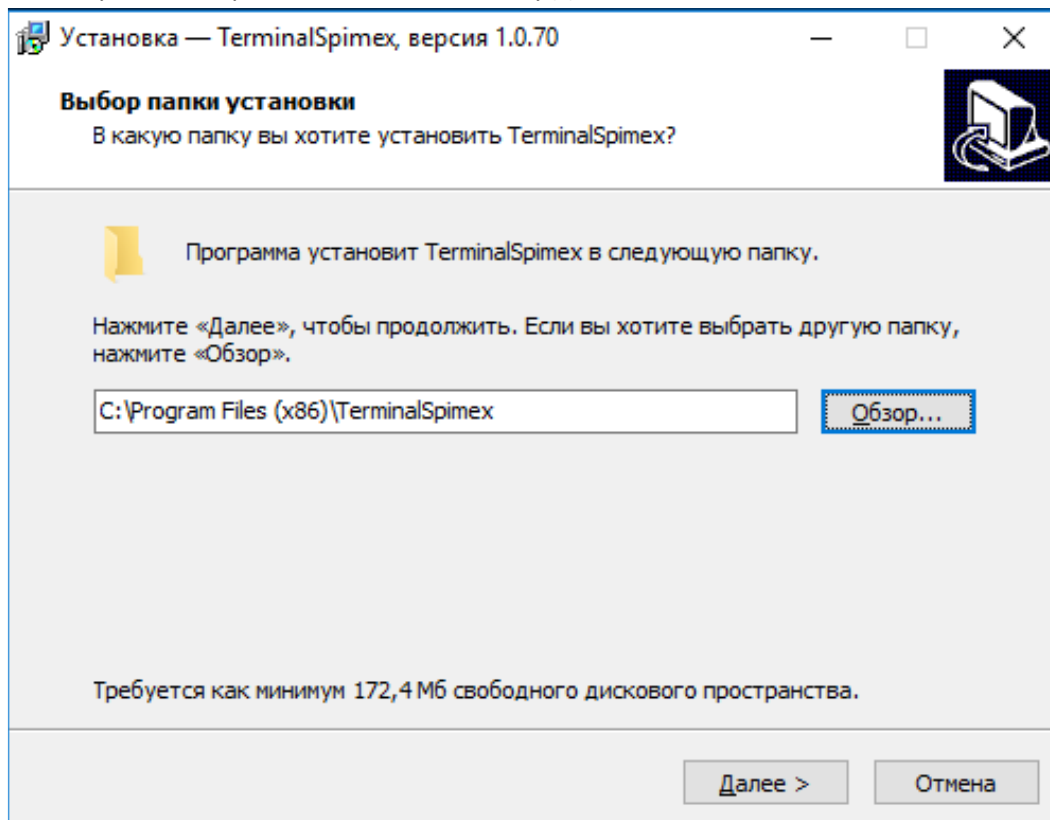 Установка — TerminalSpimex, версия 1.0.70
Выбор папки установки
В какую папку вы хотите установить TerminalSpimex?
Программа установит TerminalSpimex в следующую папку.
Нажмите «Далее», чтобы продолжить. Если вы хотите выбрать другую папку,
нажмите «Обзор».
C:\Program Files (x86)\TerminalSpimex
Обзор...
Требуется как минимум 172,4 Мб свободного дискового пространства.
Далее >
Отмена